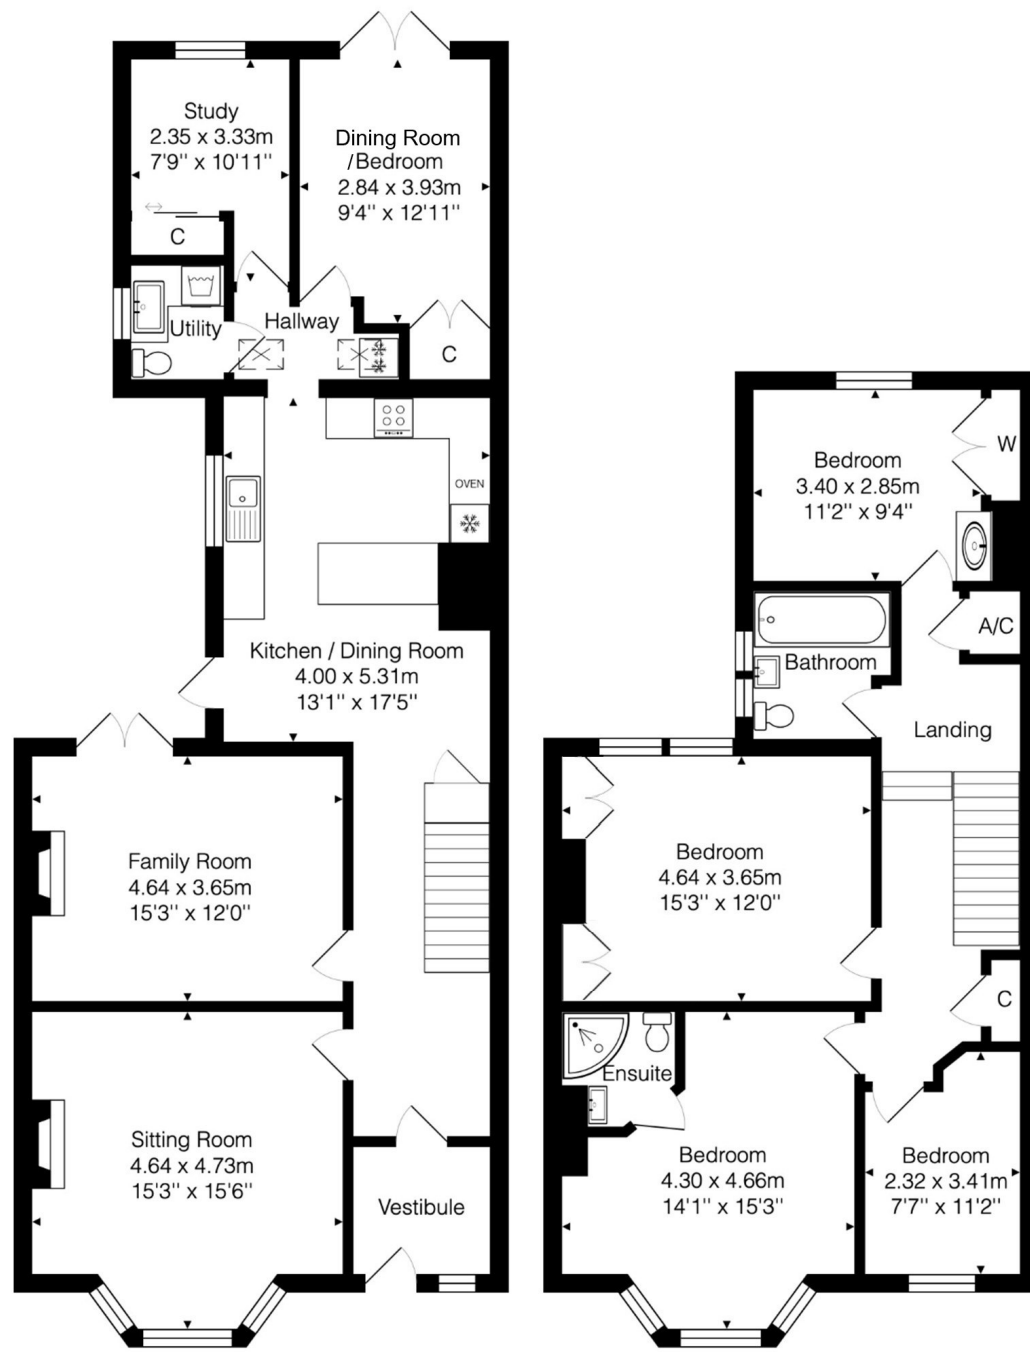 Study
2.35 x 3.33m
7'9" x 10'11"
C
Dining Room
/Bedroom
2.84 x 3.93m
9'4" x 12'11"
C
Utility
Hallway
OVEN
Kitchen / Dining Room
4.00 x 5.31m
13'1" x 17'5"
Family Room
4.64 x 3.65m
15'3" x 12'0"
Sitting Room
4.64 x 4.73m
15'3" x 15'6"
Vestibule
Bedroom
3.40 x 2.85m
11'2" x 9'4"
W
A/C
Bathroom
Landing
Bedroom
4.64 x 3.65m
15'3" x 12'0"
C
Ensuite
Bedroom
4.30 x 4.66m
14'1" x 15'3"
Bedroom
2.32 x 3.41m
7'7" x 11'2"